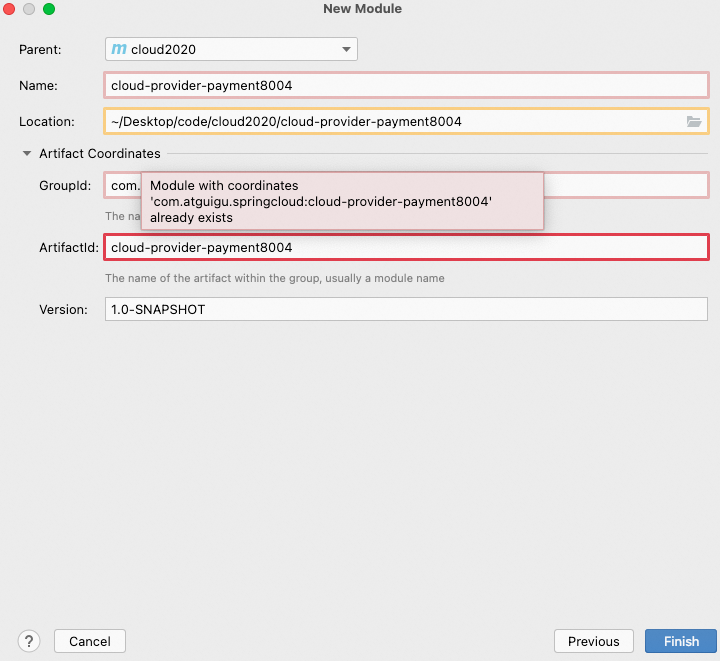 New Module
Parent:
m cloud2020
Name:
cloud-provider-payment8004
Location:
~/Desktop/code/cloud2020/cloud-provider-payment8004
Artifact Coordinates
GroupId:
com.
Module with coordinates
'com.atguigu.springcloud:cloud-provider-payment8004'
already exists
The na
ArtifactId:
cloud-provider-payment8004
The name of the artifact within the group, usually a module name
Version:
1.0-SNAPSHOT
?
Cancel
Previous
Finish